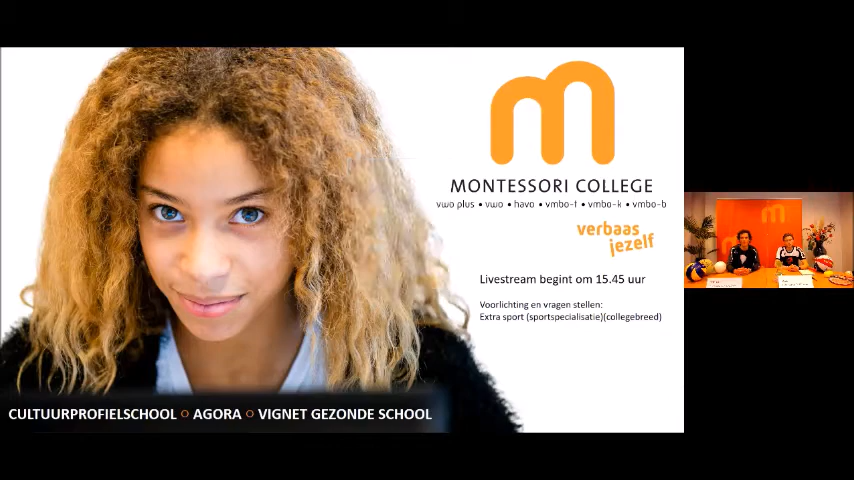 MONTESSORI COLLEGE
vwo plus • vwo • havo • vmbo-t • vmbo-k • vmbo-b
verbaas
jezelf
Livestream begint om 15.45 uur
Voorlichting en vragen stellen:
Extra sport (sportspecialisatie)(collegebreed)
CULTUURPROFIELSCHOOL ○ AGORA ○ VIGNET GEZONDE SCHOOL